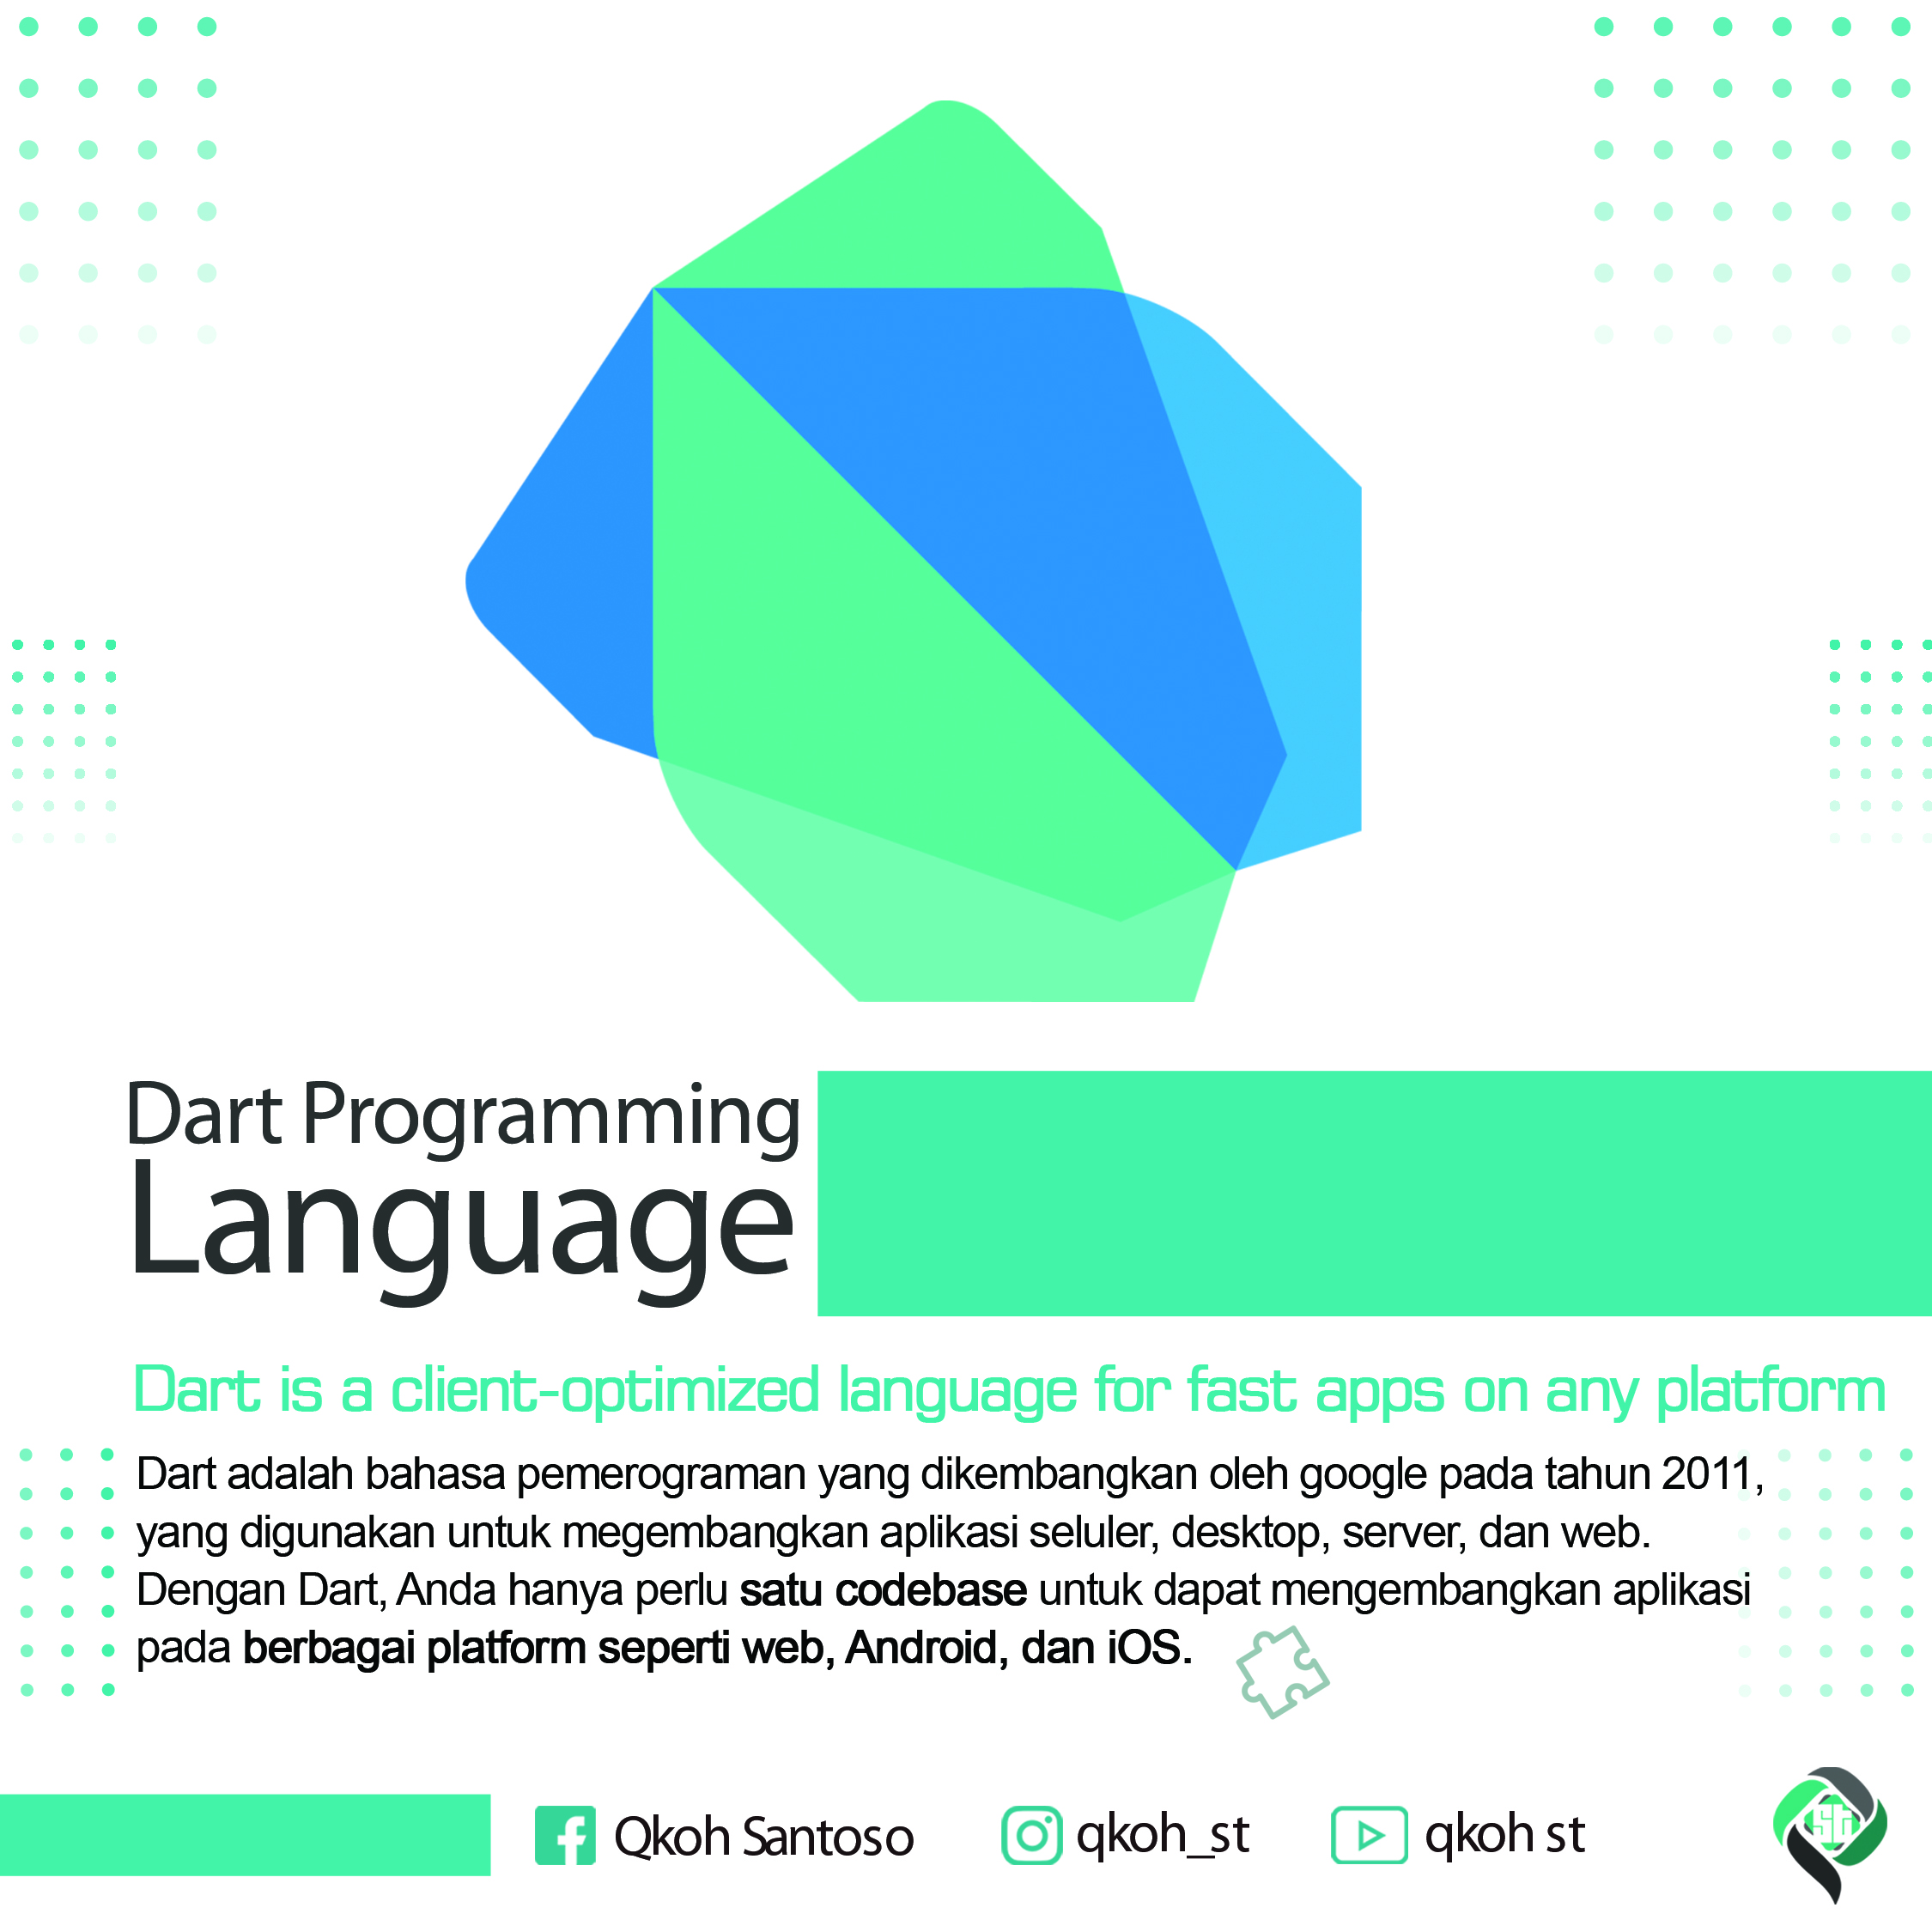 Dart Programming
Language
Dart is a client-optimized language for fast apps on any platform
Dart adalah bahasa pemerograman yang dikembangkan oleh google pada tahun 2011,
yang digunakan untuk megembangkan aplikasi seluler, desktop, server, dan web.
Dengan Dart, Anda hanya perlu satu codebase untuk dapat mengembangkan aplikasi
pada berbagai platform seperti web, Android, dan iOS.
Qkoh Santoso
qkoh_st
qkoh st
St